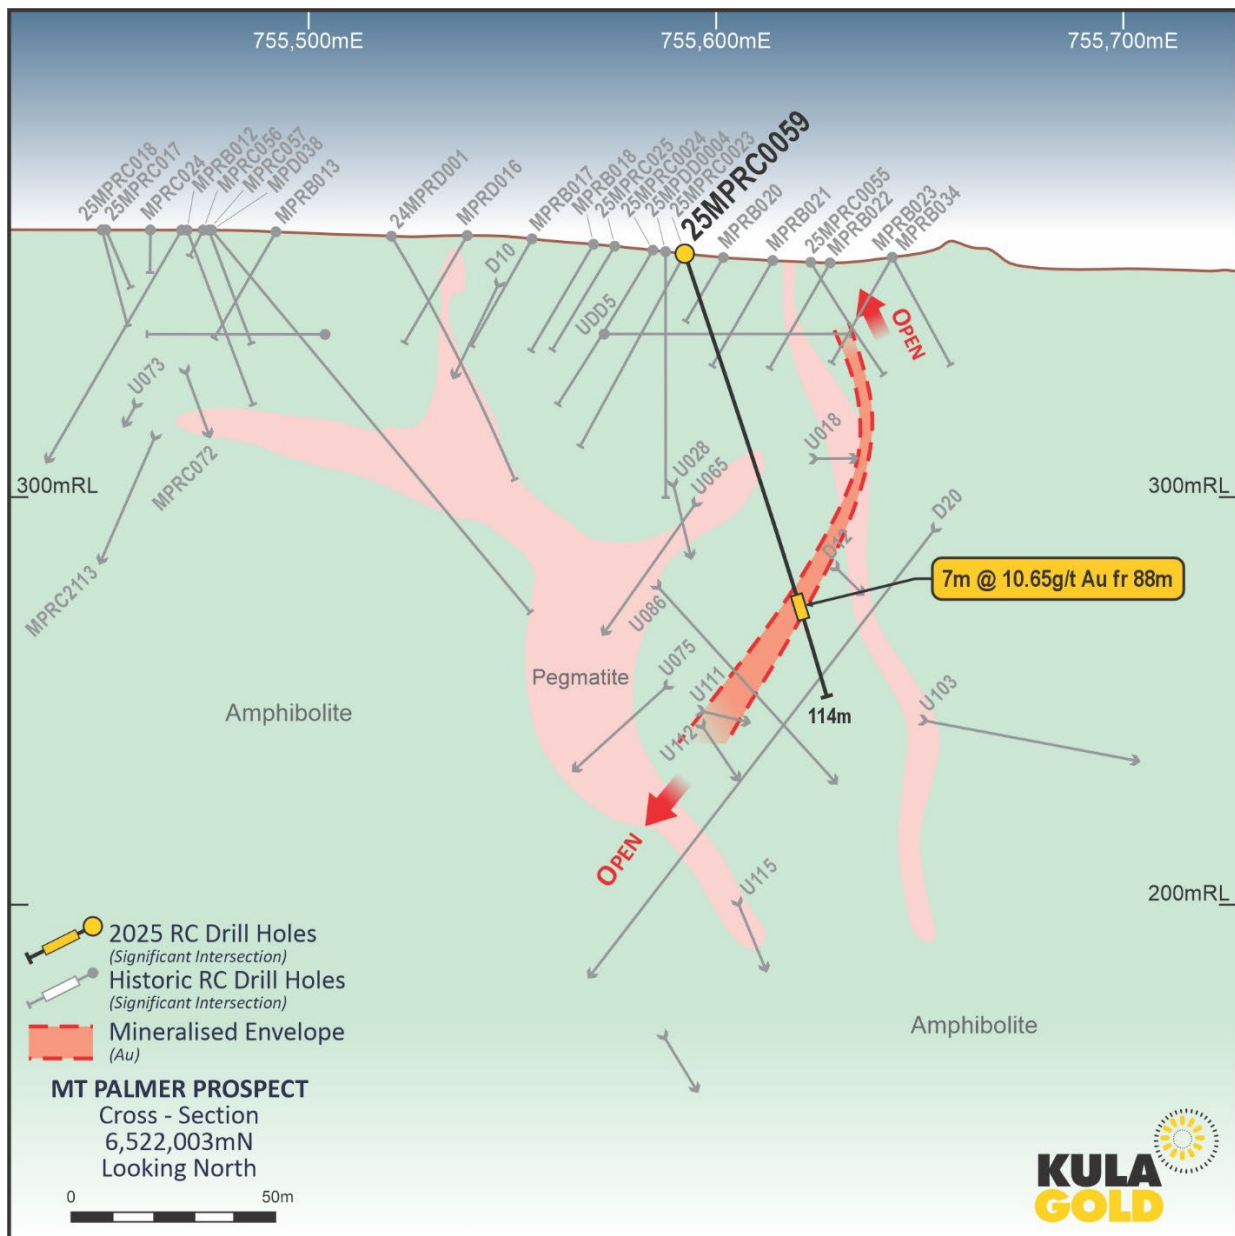 755,500mE
755,600mE
755,700mE
25MPRC018
25MPRC017
MPRC024
MPRB012
MPRC056
MPRC057
MPD038
MPRB013
24MPRD001
MPRD016
MPRB017
MPRB018
25MPRC025
25MPRC0024
25MPDD0004
25MPRC0023
25MPRC0059
MPRB020
MPRB021
25MPRC0055
MPRB022
MPRB023
MPRB034
D10
UDD5
OPEN
U073
MPRC072
MPRC2113
U018
U028
U065
D20
300mRL
300mRL
D12
7m @ 10.65g/t Au fr 88m
U086
U075
U111
U112
U103
Pegmatite
Amphibolite
114m
OPEN
U115
200mRL
2025 RC Drill Holes
(Significant Intersection)
Historic RC Drill Holes
(Significant Intersection)
Mineralised Envelope
(Au)
Amphibolite
MT PALMER PROSPECT
Cross - Section
6,522,003mN
Looking North
0 50m
KULA
GOLD